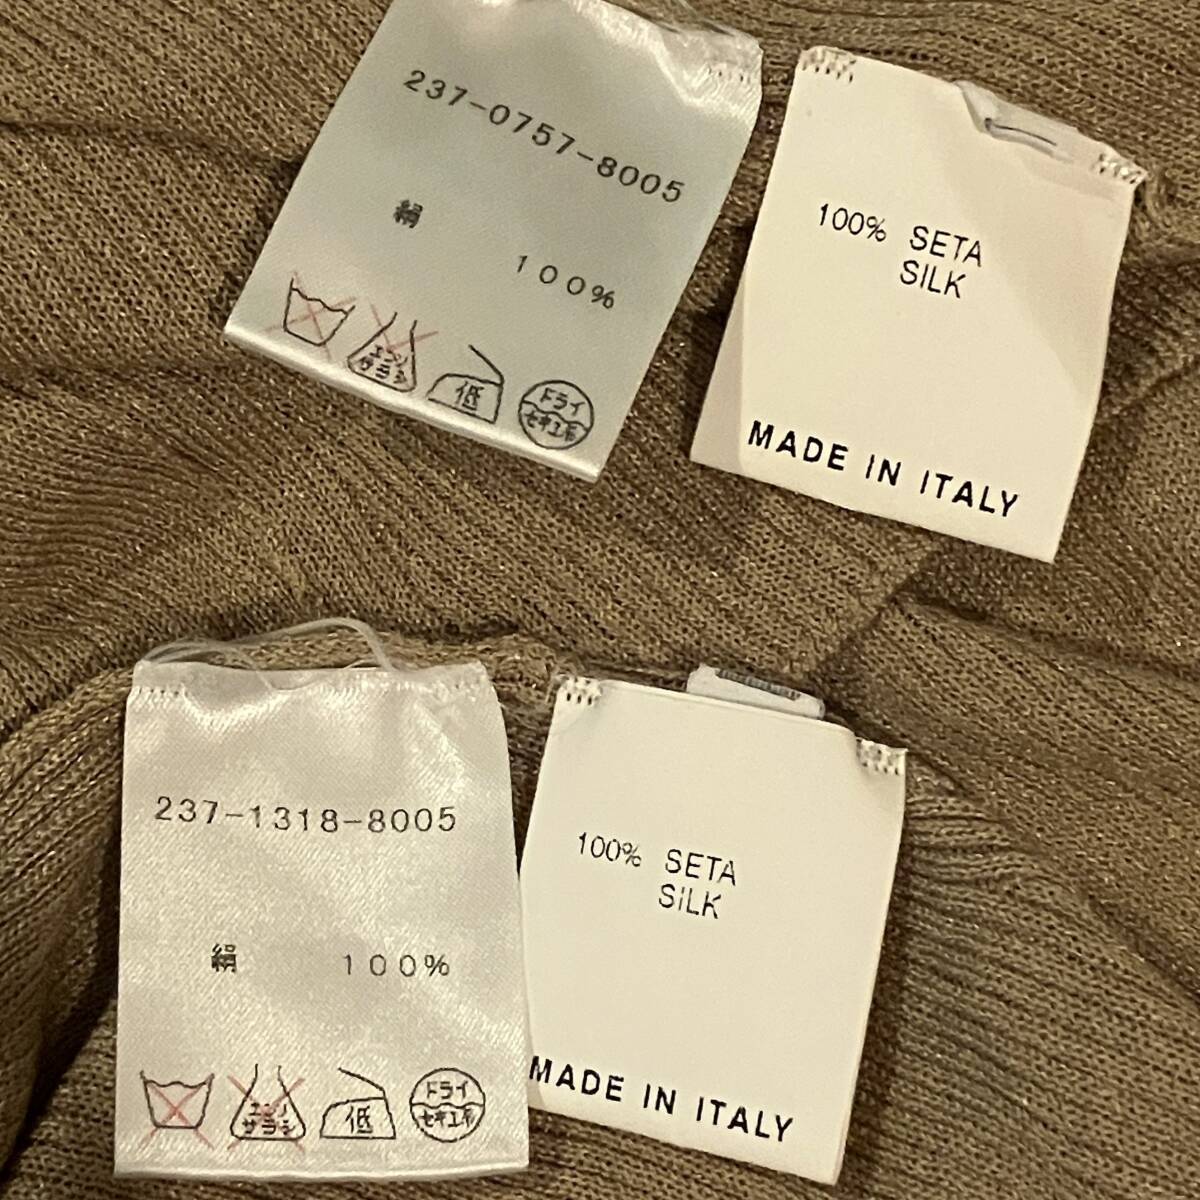 237-0757-8005
絹 100%
エンソ
サラシ
低
ドライ
セキユ系
100% SETA
SILK
MADE IN ITALY
237-1318-8005
絹 100%
エンソ
サラシ
低
ドライ
セキユ系
100% SETA
SILK
MADE IN ITALY